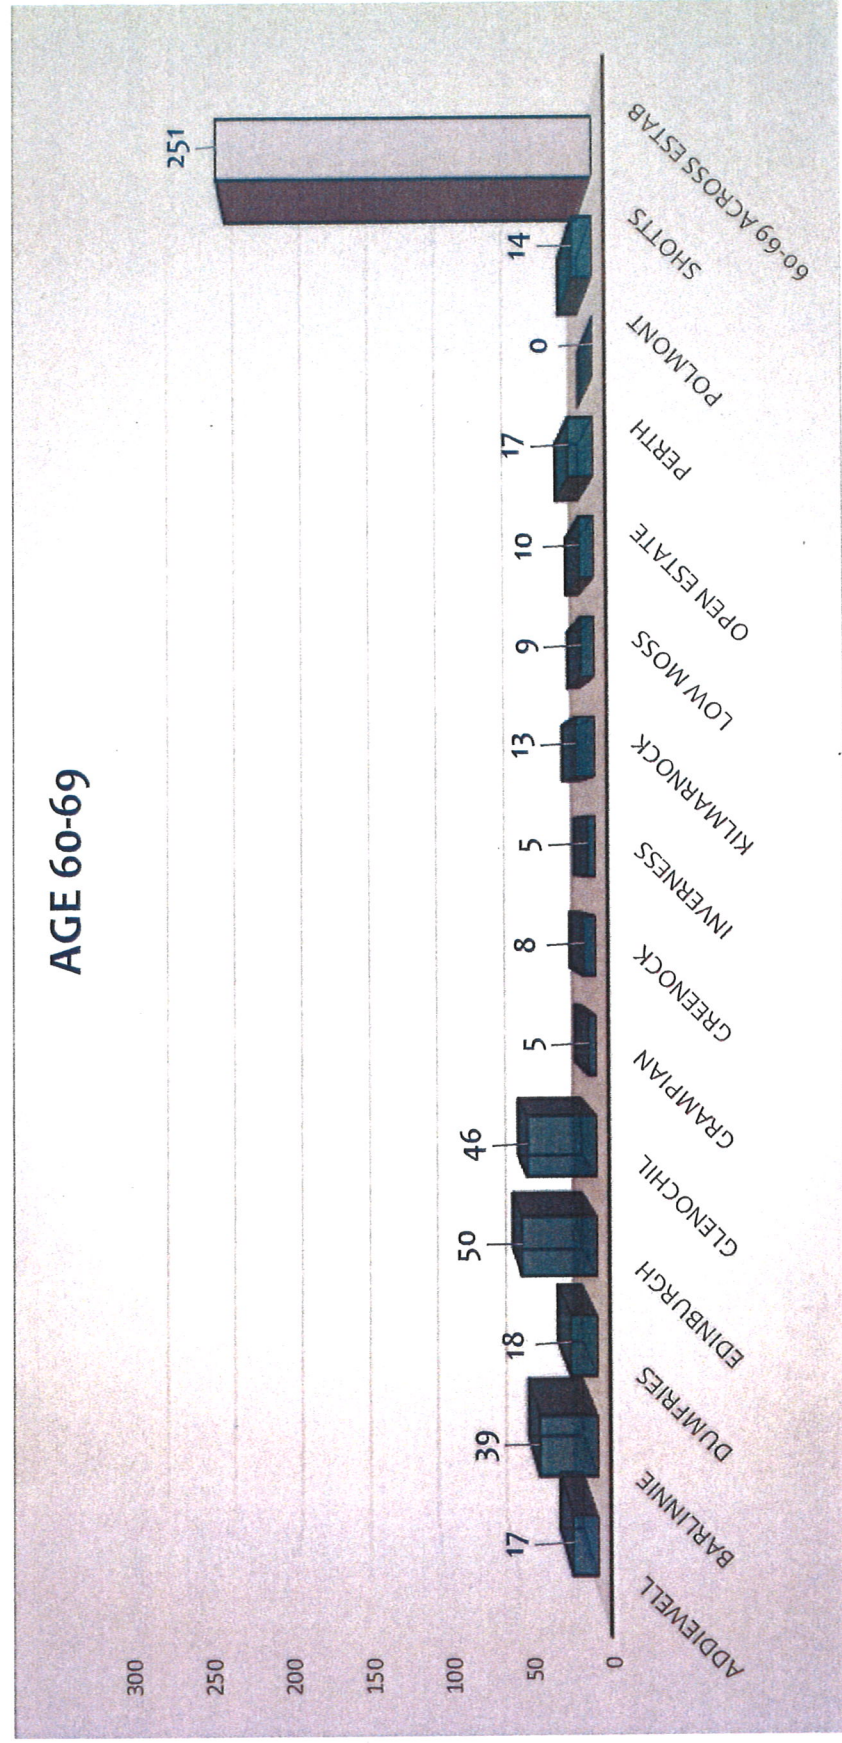 AGE 60-69
300
250
200
150
100
50
0
17
39
18
50
46
5
8
5
13
9
10
17
0
14
251
ADDIEWELL
BARLINNIE
DUMFRIES
EDINBURGH
GLENOCHIL
GRAMPIAN
GREENOCK
INVERNESS
KILMARNOCK
LOW MOSS
OPEN ESTATE
PERTH
POLMONT
SHOTTS
60-69 ACROSS ESTAB